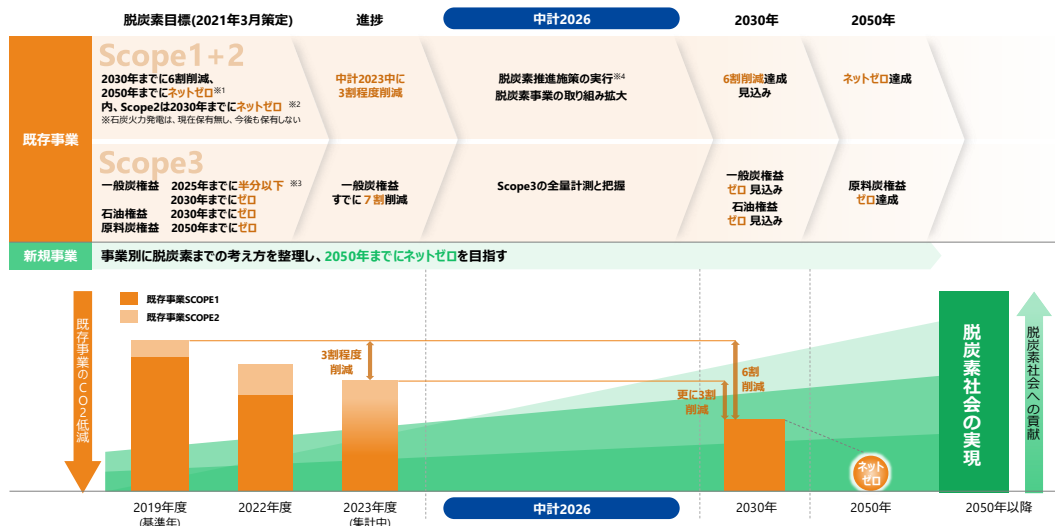 脱炭素目標(2021年3月策定)
進捗
中計2026
2030年
2050年
既存事業
Scope1+2
2030年までに6割削減、
2050年までにネットゼロ※1
内、Scope2は2030年までにネットゼロ ※2
※石炭火力発電は、現在保有無し、今後も保有しない
中計2023中に
3割程度削減
脱炭素推進施策の実行※4
脱炭素事業の取り組み拡大
6割削減達成
見込み
ネットゼロ達成
Scope3
一般炭権益 2025年までに半分以下 ※3
2030年までにゼロ
石油権益 2030年までにゼロ
原料炭権益 2050年までにゼロ
一般炭権益
すでに7割削減
Scope3の全量計測と把握
一般炭権益
ゼロ 見込み
石油権益
ゼロ 見込み
原料炭権益
ゼロ達成
新規事業
事業別に脱炭素までの考え方を整理し、2050年までにネットゼロを目指す
既存事業のCO2低減
既存事業SCOPE1
既存事業SCOPE2
3割程度
削減
6割
削減
更に3割
削減
ネット
ゼロ
脱炭素社会の実現
脱炭素社会への貢献
2019年度
(基準年)
2022年度
2023年度
(集計中)
中計2026
2030年
2050年
2050年以降